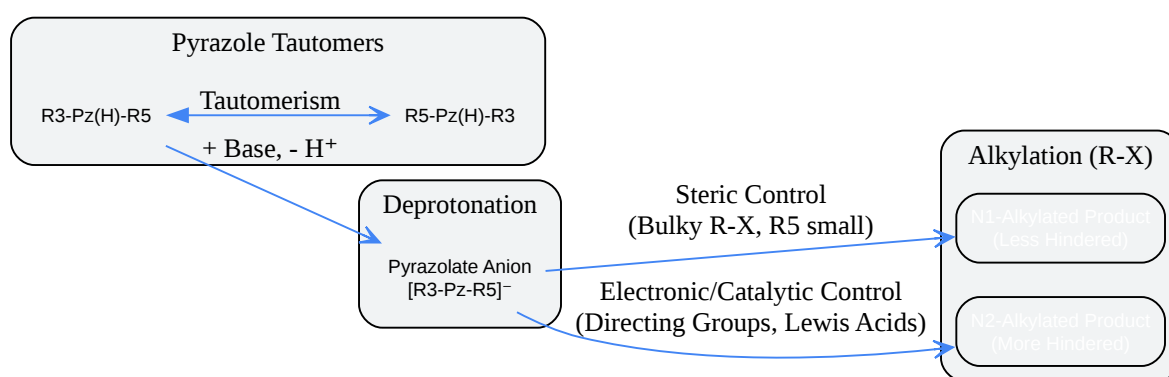 Pyrazole Tautomers
R3-Pz(H)-R5
Tautomerism
R5-Pz(H)-R3
+ Base, - H⁺
Deprotonation
Pyrazolate Anion
[R3-Pz-R5]⁻
Steric Control
(Bulky R-X, R5 small)
Electronic/Catalytic Control
(Directing Groups, Lewis Acids)
Alkylation (R-X)
N1-Alkylated Product
(Less Hindered)
N2-Alkylated Product
(More Hindered)